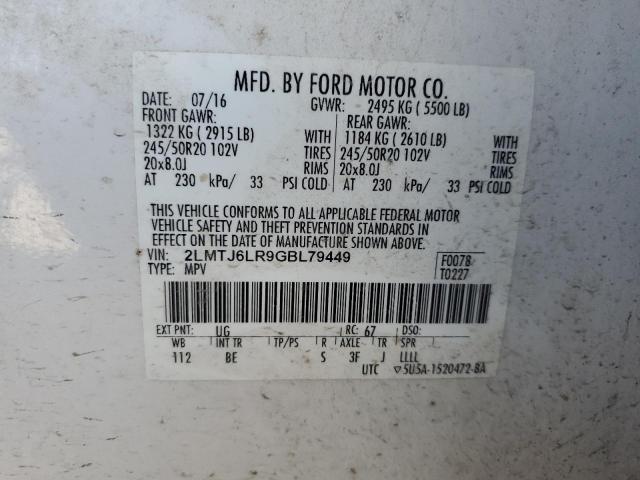 MFD. BY FORD MOTOR CO.
DATE: 07/16 GVWR: 2495 KG ( 5500 LB)
FRONT GAWR: REAR GAWR:
1322 KG ( 2915 LB) WITH 1184 KG ( 2610 LB) WITH
245/50R20 102V TIRES 245/50R20 102V TIRES
20x8.0J RIMS 20x8.0J RIMS
AT 230 kPa/ 33 PSI COLD AT 230 kPa/ 33 PSI COLD
THIS VEHICLE CONFORMS TO ALL APPLICABLE FEDERAL MOTOR
VEHICLE SAFETY AND THEFT PREVENTION STANDARDS IN
EFFECT ON THE DATE OF MANUFACTURE SHOWN ABOVE.
VIN: 2LMTJ6LR9GBL79449 F0078
TYPE: MPV T0227
EXT PNT: UG RC: 67 DSO:
WB INT TR TP/PS R AXLE TR SPR
112 BE S 3F J LLLL
UTC ▽5U5A-1520472-BA